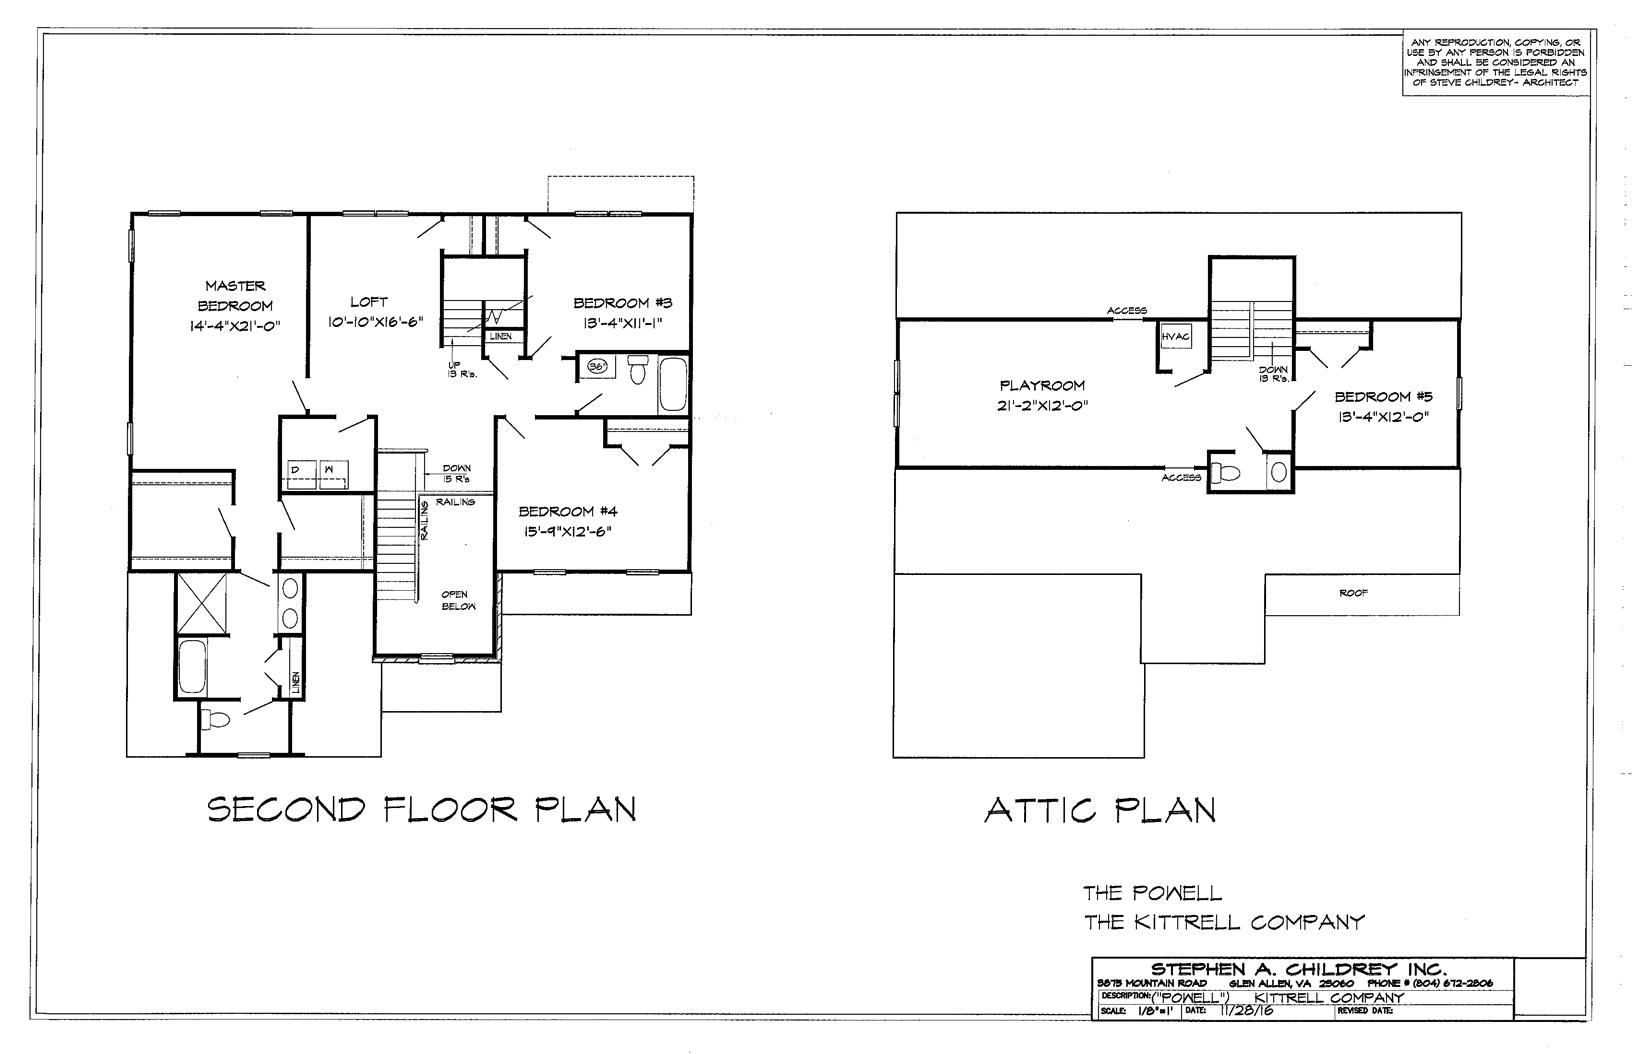 ANY REPRODUCTION, COPYING, OR
USE BY ANY PERSON IS FORBIDDEN
AND SHALL BE CONSIDERED AN
INFRINGEMENT OF THE LEGAL RIGHTS
OF STEVE CHILDREY- ARCHITECT
MASTER
BEDROOM
14'-4"X21'-0"
LOFT
10'-10"X16'-6"
BEDROOM #3
13'-4"X11'-1"
LINEN
UP
13 R's.
36"
D
W
DOWN
15 R's
RAILING
RAILING
BEDROOM #4
15'-9"X12'-6"
OPEN
BELOW
LINEN
SECOND FLOOR PLAN
ACCESS
HVAC
PLAYROOM
21'-2"X12'-0"
DOWN
13 R's.
BEDROOM #5
13'-4"X12'-0"
ACCESS
ROOF
ATTIC PLAN
THE POWELL
THE KITTRELL COMPANY
STEPHEN A. CHILDREY INC.
3875 MOUNTAIN ROAD GLEN ALLEN, VA 23060 PHONE # (804) 672-2806
DESCRIPTION: ("POWELL") KITTRELL COMPANY
SCALE: 1/8"=1' DATE: 11/28/16 REVISED DATE: